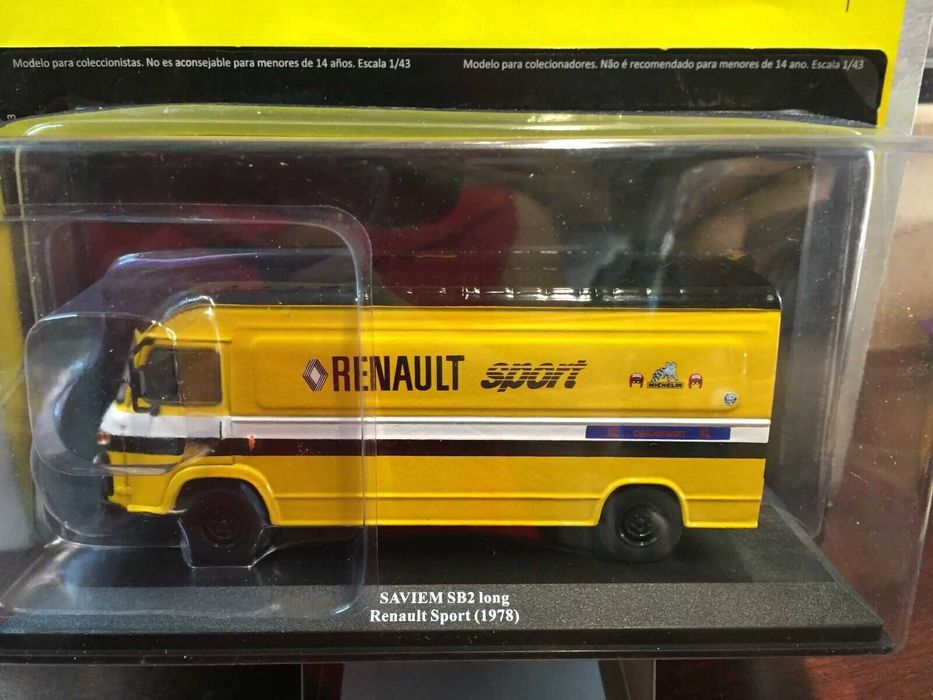 Modelo para coleccionistas. No es aconsejable para menores de 14 años. Escala 1/43
Modelo para colecionadores. Não é recomendado para menores de 14 ano. Escala 1/43
RENAULT sport
MICHELIN
calberson
SAVIEM SB2 long
Renault Sport (1978)